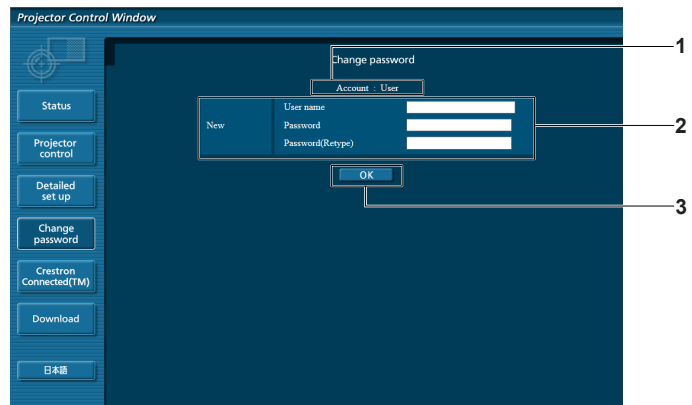 Projector Control Window
Change password
1
Account : User
Status
New
User name
Password
Password(Retype)
2
Projector
control
OK
Detailed
set up
3
Change
password
Crestron
Connected(TM)
Download
日本語